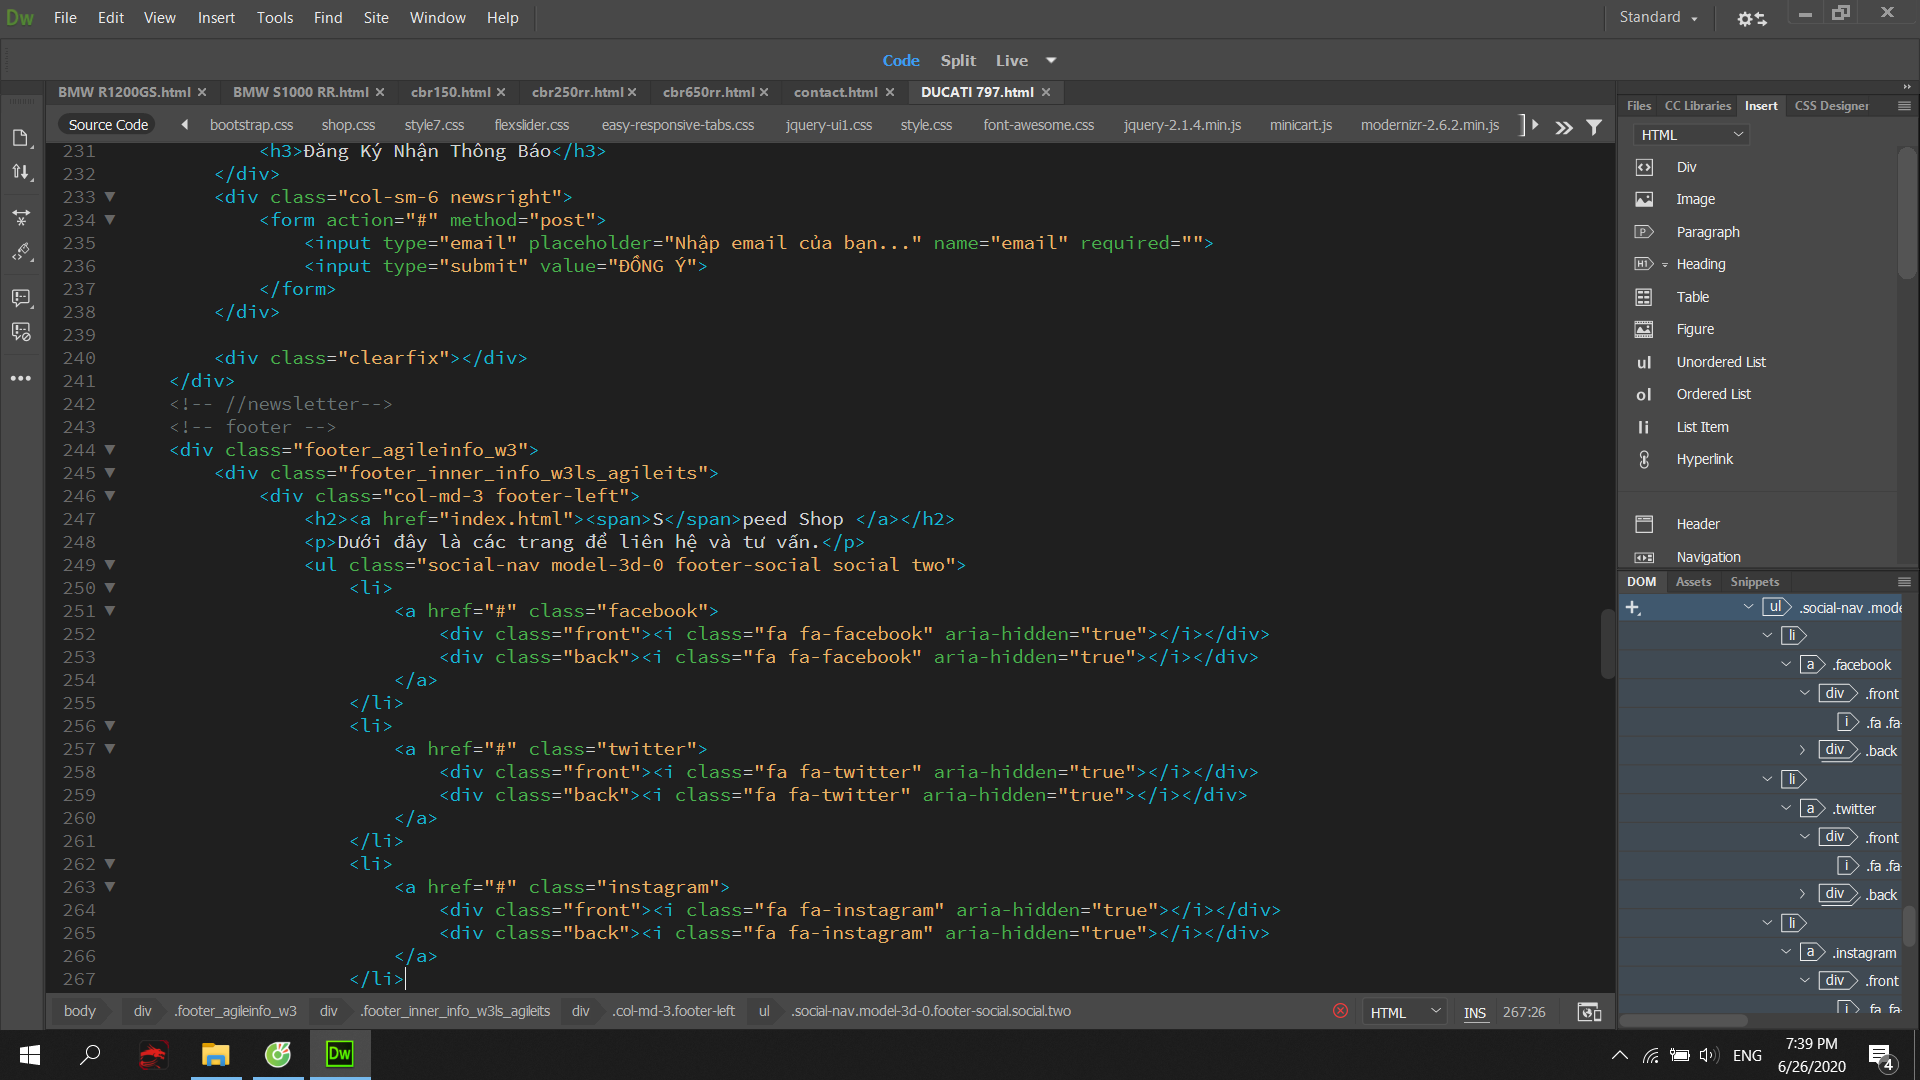 Dw File Edit View Insert Tools Find Site Window Help Standard
Code Split Live
BMW R1200GS.html BMW S1000 RR.html cbr150.html cbr250rr.html cbr650rr.html contact.html DUCATI 797.html
Source Code bootstrap.css shop.css style7.css flexslider.css easy-responsive-tabs.css jquery-ui1.css style.css font-awesome.css jquery-2.1.4.min.js minicart.js modernizr-2.6.2.min.js
231 <h3>Đăng Ký Nhận Thông Báo</h3>
232 </div>
233 <div class="col-sm-6 newsright">
234 <form action="#" method="post">
235 <input type="email" placeholder="Nhập email của bạn..." name="email" required="">
236 <input type="submit" value="ĐỒNG Ý">
237 </form>
238 </div>
239
240 <div class="clearfix"></div>
241 </div>
242 <!-- //newsletter-->
243 <!-- footer -->
244 <div class="footer_agileinfo_w3">
245 <div class="footer_inner_info_w3ls_agileits">
246 <div class="col-md-3 footer-left">
247 <h2><a href="index.html"><span>S</span>peed Shop </a></h2>
248 <p>Dưới đây là các trang để liên hệ và tư vấn.</p>
249 <ul class="social-nav model-3d-0 footer-social social two">
250 <li>
251 <a href="#" class="facebook">
252 <div class="front"><i class="fa fa-facebook" aria-hidden="true"></i></div>
253 <div class="back"><i class="fa fa-facebook" aria-hidden="true"></i></div>
254 </a>
255 </li>
256 <li>
257 <a href="#" class="twitter">
258 <div class="front"><i class="fa fa-twitter" aria-hidden="true"></i></div>
259 <div class="back"><i class="fa fa-twitter" aria-hidden="true"></i></div>
260 </a>
261 </li>
262 <li>
263 <a href="#" class="instagram">
264 <div class="front"><i class="fa fa-instagram" aria-hidden="true"></i></div>
265 <div class="back"><i class="fa fa-instagram" aria-hidden="true"></i></div>
266 </a>
267 </li>
body div .footer_agileinfo_w3 div .footer_inner_info_w3ls_agileits div .col-md-3.footer-left ul .social-nav.model-3d-0.footer-social.social.two HTML INS 267:26
Files CC Libraries Insert CSS Designer
HTML
Div
Image
P Paragraph
H1 Heading
Table
Figure
ul Unordered List
ol Ordered List
li List Item
Hyperlink
Header
Navigation
DOM Assets Snippets
ul .social-nav .mode
li
a .facebook
div .front
i .fa .fa-
div .back
li
a .twitter
div .front
i .fa .fa-
div .back
li
a .instagram
div .front
i .fa .fa-
Dw ENG 7:39 PM
6/26/2020 4